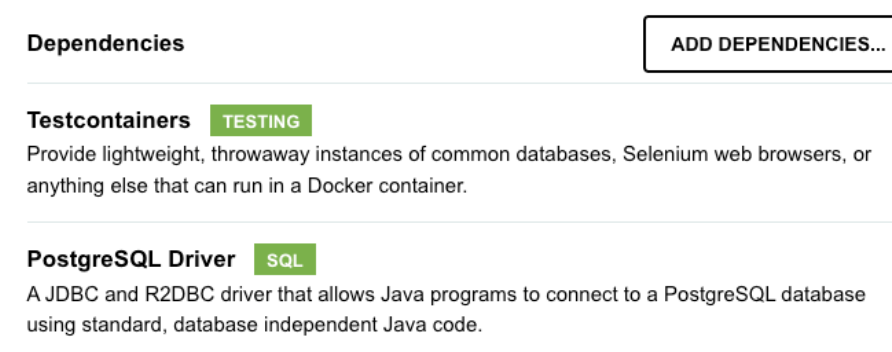 Dependencies
ADD DEPENDENCIES...
Testcontainers TESTING
Provide lightweight, throwaway instances of common databases, Selenium web browsers, or
anything else that can run in a Docker container.
PostgreSQL Driver SQL
A JDBC and R2DBC driver that allows Java programs to connect to a PostgreSQL database
using standard, database independent Java code.